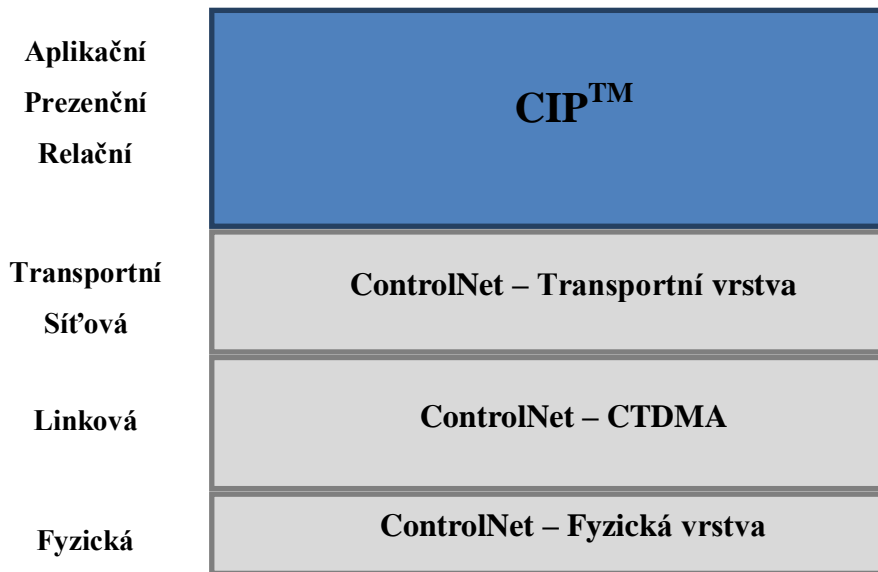 Aplikační
Prezenční
Relační
CIP™
Transportní
Síťová
ControlNet – Transportní vrstva
Linková
ControlNet – CTDMA
Fyzická
ControlNet – Fyzická vrstva